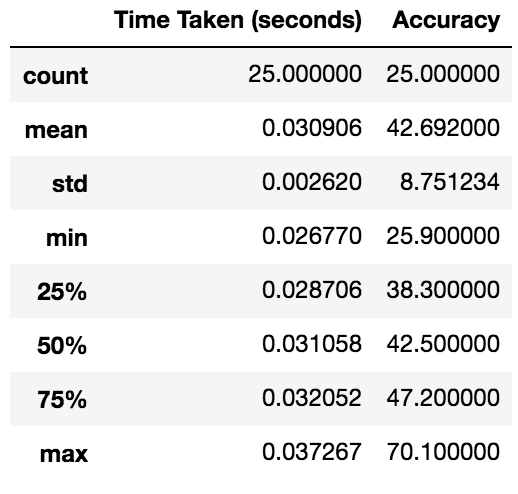 Time Taken (seconds) Accuracy
count 25.000000 25.000000
mean 0.030906 42.692000
std 0.002620 8.751234
min 0.026770 25.900000
25% 0.028706 38.300000
50% 0.031058 42.500000
75% 0.032052 47.200000
max 0.037267 70.100000